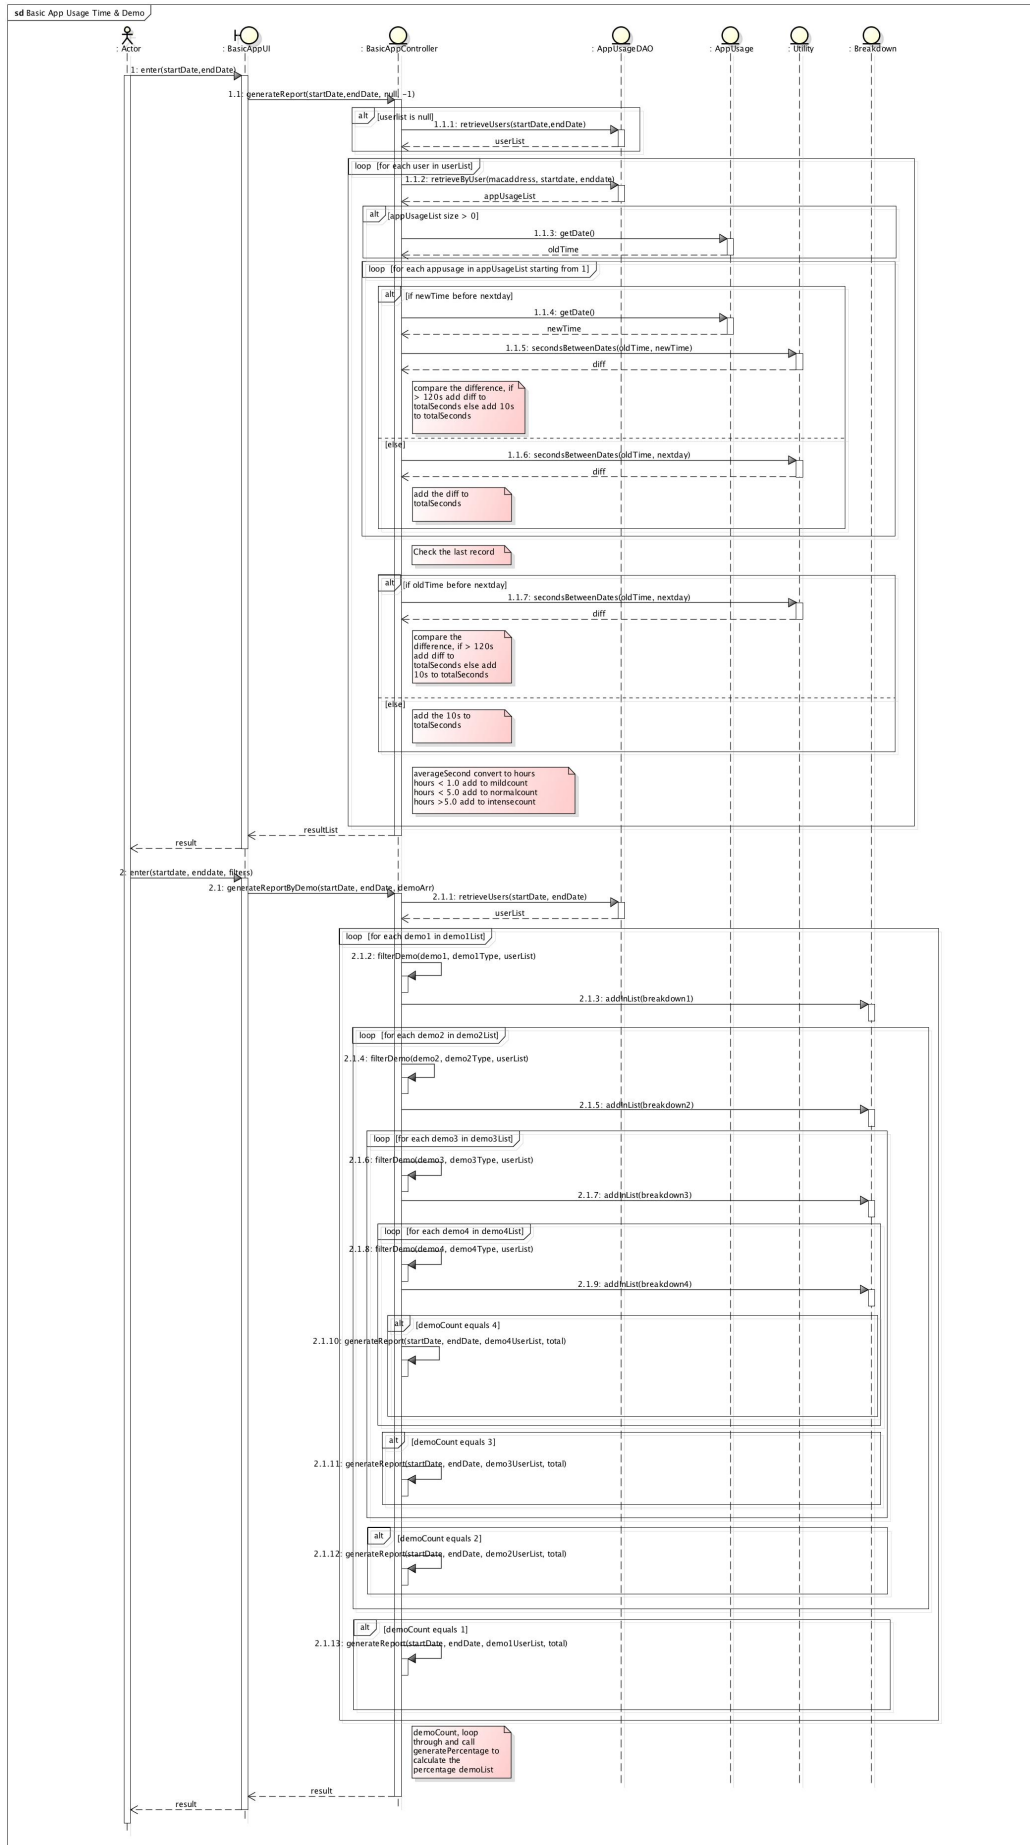 sd Basic App Usage Time & Demo
: Actor
: BasicAppUI
: BasicAppController
: AppUsageDAO
: AppUsage
: Utility
: Breakdown
1: enter(startDate,endDate)
1.1: generateReport(startDate,endDate, null, -1)
alt [userlist is null]
1.1.1: retrieveUsers(startDate,endDate)
userList
loop [for each user in userList]
1.1.2: retrieveByUser(macaddress, startdate, enddate)
appUsageList
alt [appUsageList size > 0]
1.1.3: getDate()
oldTime
loop [for each appusage in appUsageList starting from 1]
alt [if newTime before nextday]
1.1.4: getDate()
newTime
1.1.5: secondsBetweenDates(oldTime, newTime)
diff
compare the difference, if
> 120s add diff to
totalSeconds else add 10s
to totalSeconds
[else]
1.1.6: secondsBetweenDates(oldTime, nextday)
diff
add the diff to
totalSeconds
Check the last record
alt [if oldTime before nextday]
1.1.7: secondsBetweenDates(oldTime, nextday)
diff
compare the
difference, if > 120s
add diff to
totalSeconds else add
10s to totalSeconds
[else]
add the 10s to
totalSeconds
averageSecond convert to hours
hours < 1.0 add to mildcount
hours < 5.0 add to normalcount
hours >5.0 add to intensecount
resultList
result
2: enter(startdate, enddate, filters)
2.1: generateReportByDemo(startDate, endDate, demoArr)
2.1.1: retrieveUsers(startDate, endDate)
userList
loop [for each demo1 in demo1List]
2.1.2: filterDemo(demo1, demo1Type, userList)
2.1.3: addInList(breakdown1)
loop [for each demo2 in demo2List]
2.1.4: filterDemo(demo2, demo2Type, userList)
2.1.5: addInList(breakdown2)
loop [for each demo3 in demo3List]
2.1.6: filterDemo(demo3, demo3Type, userList)
2.1.7: addInList(breakdown3)
loop [for each demo4 in demo4List]
2.1.8: filterDemo(demo4, demo4Type, userList)
2.1.9: addInList(breakdown4)
alt [demoCount equals 4]
2.1.10: generateReport(startDate, endDate, demo4UserList, total)
alt [demoCount equals 3]
2.1.11: generateReport(startDate, endDate, demo3UserList, total)
alt [demoCount equals 2]
2.1.12: generateReport(startDate, endDate, demo2UserList, total)
alt [demoCount equals 1]
2.1.13: generateReport(startDate, endDate, demo1UserList, total)
demoCount, loop
through and call
generatePercentage to
calculate the
percentage demoList
result
result